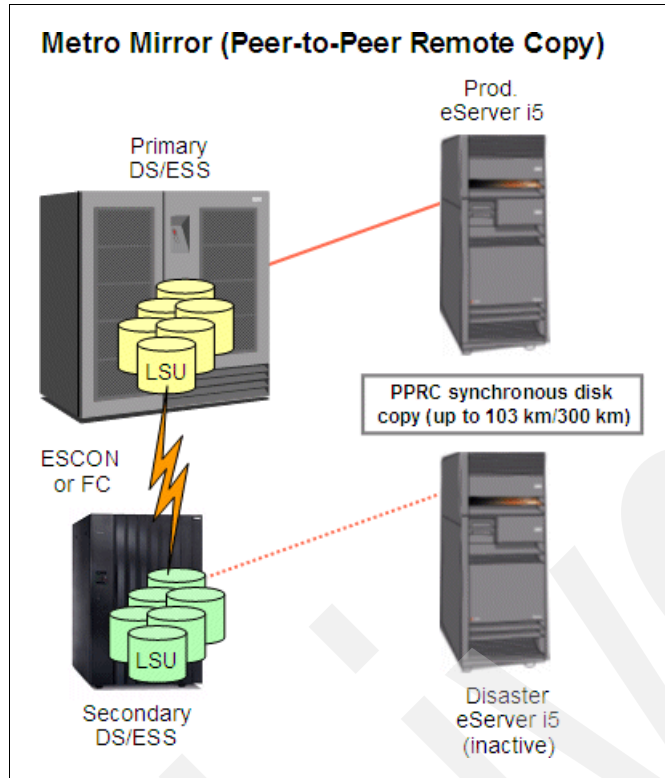 Metro Mirror (Peer-to-Peer Remote Copy)
Prod.
eServer i5
Primary
DS/ESS
LSU
PPRC synchronous disk
copy (up to 103 km/300 km)
ESCON
or FC
LSU
Secondary
DS/ESS
Disaster
eServer i5
(inactive)